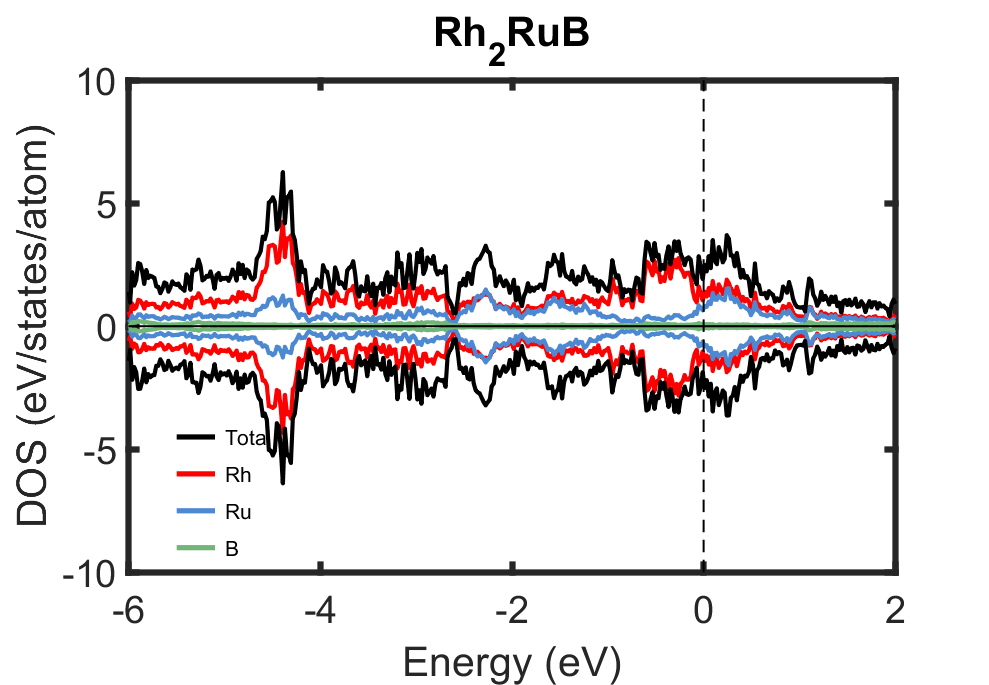 Rh₂RuB
DOS (eV/states/atom)
10
5
0
-5
-10
Total
Rh
Ru
B
-6
-4
-2
0
2
Energy (eV)